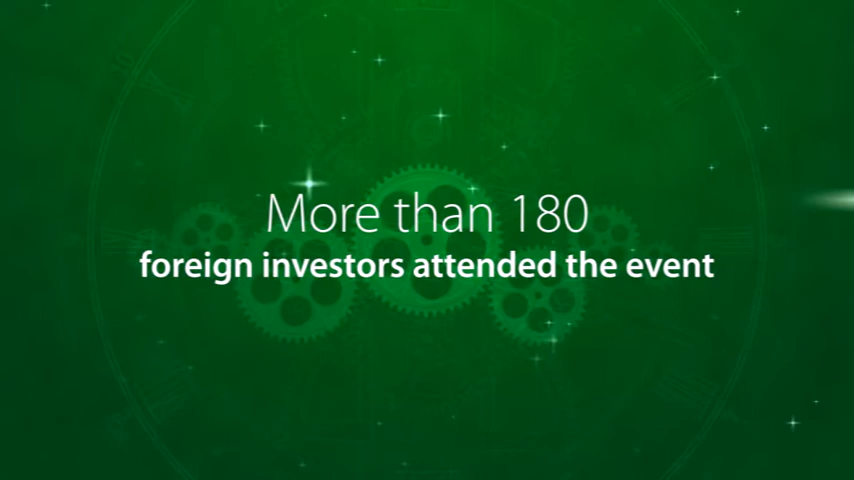 More than 180
foreign investors attended the event